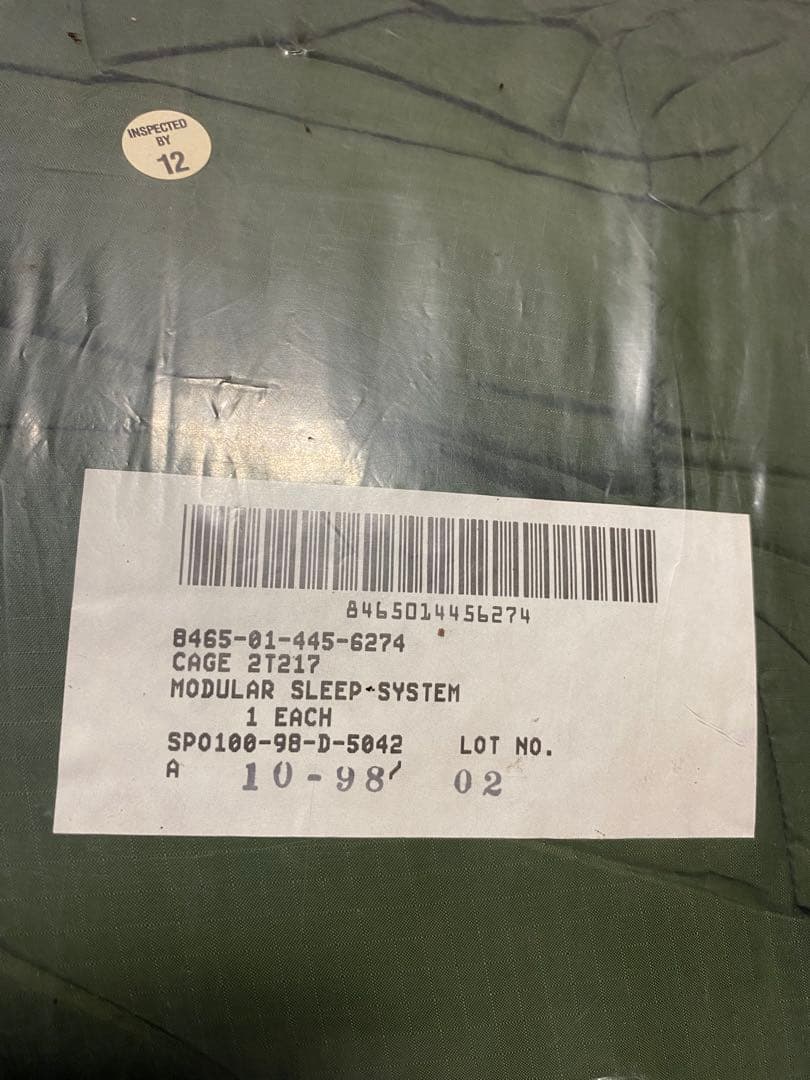 INSPECTED
BY
12
8465014456274
8465-01-445-6274
CAGE 2T217
MODULAR SLEEP SYSTEM
1 EACH
SP0100-98-D-5042 LOT NO.
A 10-98 02